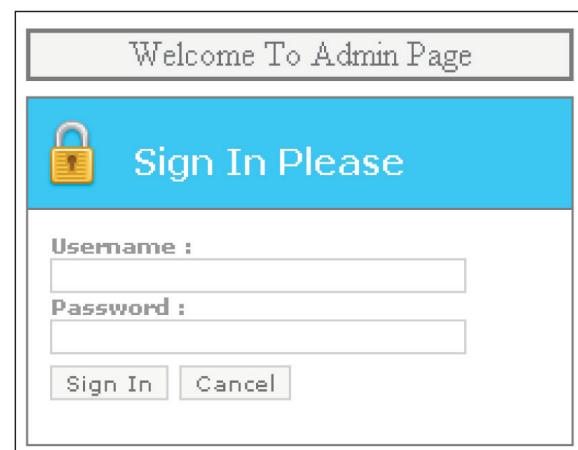 Welcome To Admin Page
Sign In Please
Username :
Password :
Sign In Cancel